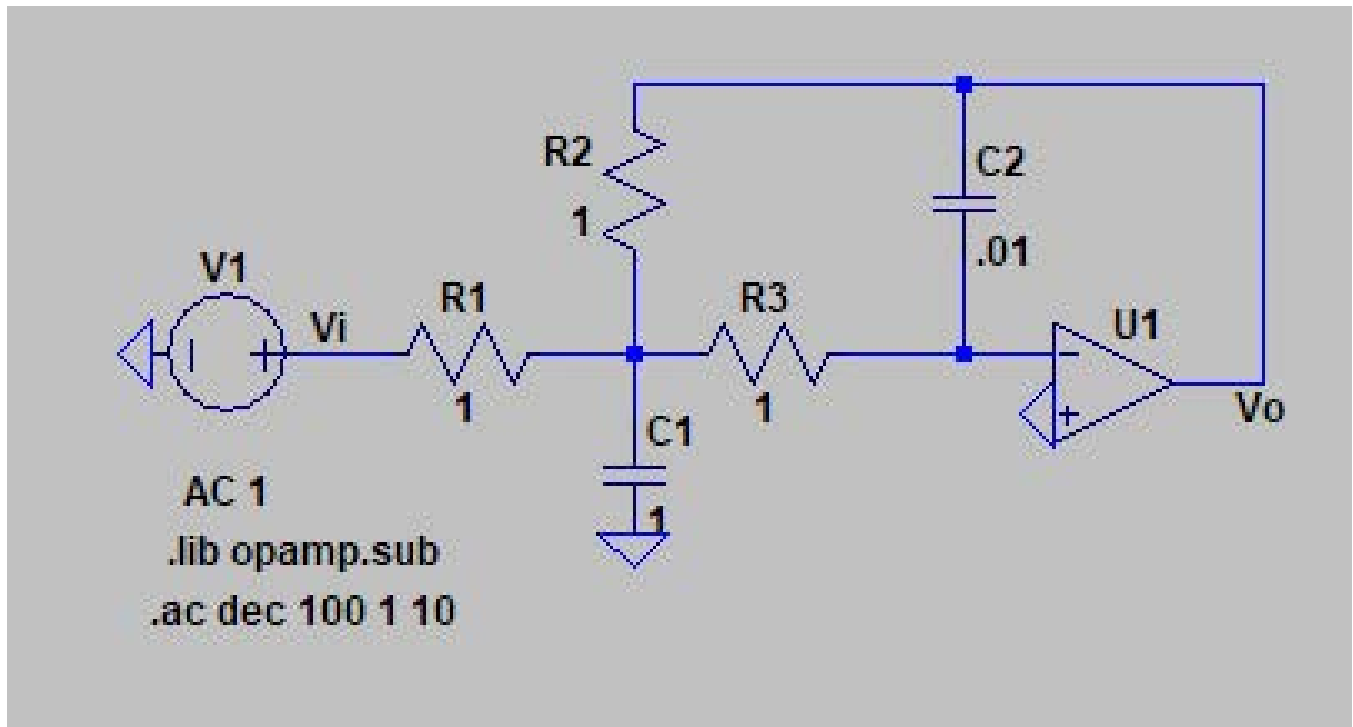 R2
1
C2
.01
V1
Vi
R1
1
R3
1
U1
Vo
C1
1
AC 1
.lib opamp.sub
.ac dec 100 1 10